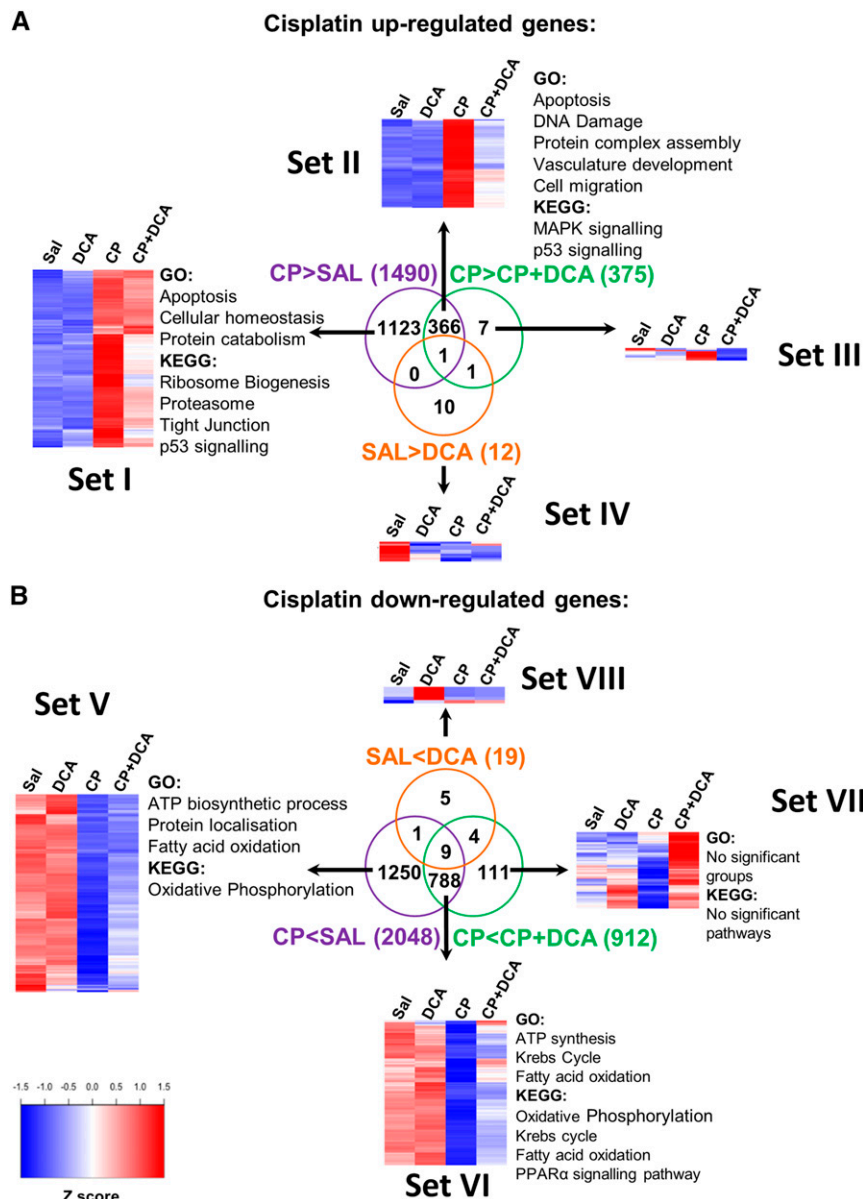 A
Cisplatin up-regulated genes:
Sal DCA CP CP+DCA
Set II
GO:
Apoptosis
DNA Damage
Protein complex assembly
Vasculature development
Cell migration
KEGG:
MAPK signalling
p53 signalling
Sal DCA CP CP+DCA
GO:
Apoptosis
Cellular homeostasis
Protein catabolism
KEGG:
Ribosome Biogenesis
Proteasome
Tight Junction
p53 signalling
Set I
CP>SAL (1490) CP>CP+DCA (375)
1123 366 7
1
0 1
10
SAL>DCA (12)
Sal DCA CP CP+DCA
Set III
Sal DCA CP CP+DCA
Set IV
B
Cisplatin down-regulated genes:
Sal DCA CP CP+DCA
Set VIII
Set V
Sal DCA CP CP+DCA
GO:
ATP biosynthetic process
Protein localisation
Fatty acid oxidation
KEGG:
Oxidative Phosphorylation
SAL<DCA (19)
5
1 4
9
1250 788 111
CP<SAL (2048) CP<CP+DCA (912)
Set VII
Sal DCA CP CP+DCA
GO:
No significant
groups
KEGG:
No significant
pathways
Sal DCA CP CP+DCA
GO:
ATP synthesis
Krebs Cycle
Fatty acid oxidation
KEGG:
Oxidative Phosphorylation
Krebs cycle
Fatty acid oxidation
PPARα signalling pathway
Set VI
-1.5 -1.0 -0.5 0.0 0.5 1.0 1.5
Z score